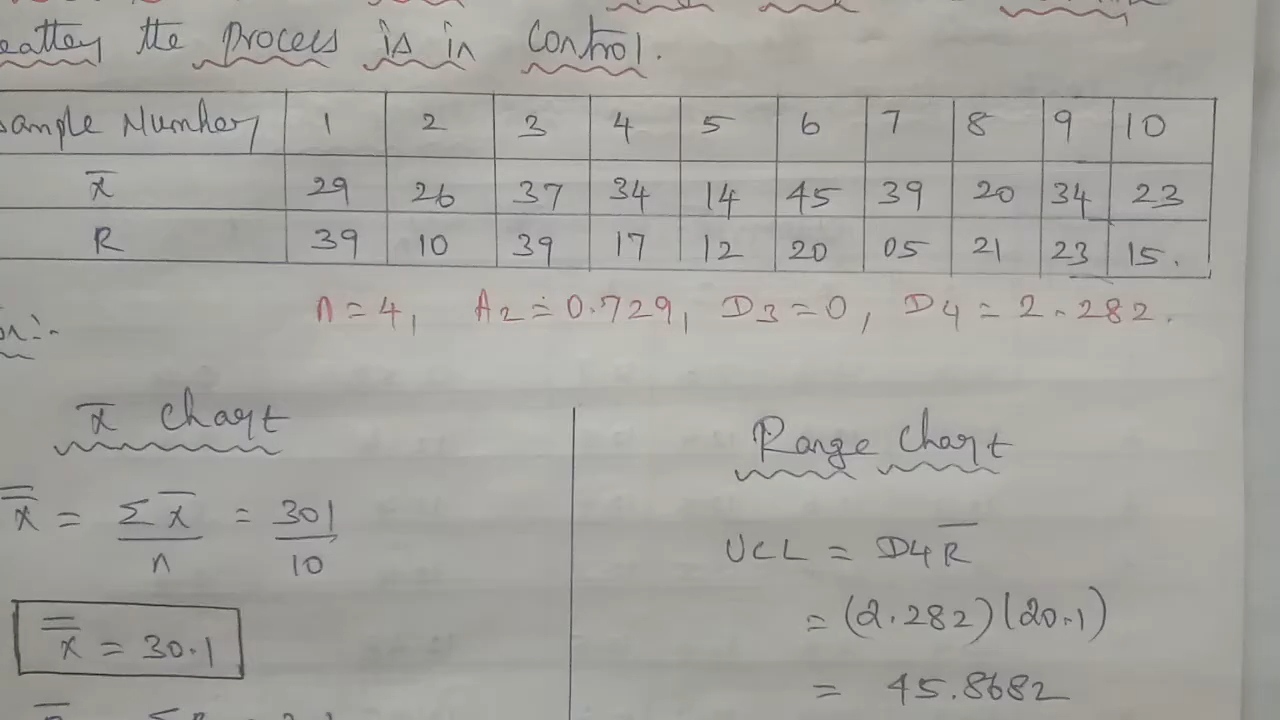 the Process is in Control.
Sample Number 1 2 3 4 5 6 7 8 9 10
x̄ 29 26 37 34 14 45 39 20 34 23
R 39 10 39 17 12 20 05 21 23 15.
n = 4, A2 = 0.729, D3 = 0, D4 = 2.282.
x̄ chart
x̿ = Σx̄/n = 301/10
x̿ = 30.1
Range Chart
UCL = D4R̄
= (2.282)(20.1)
= 45.8682